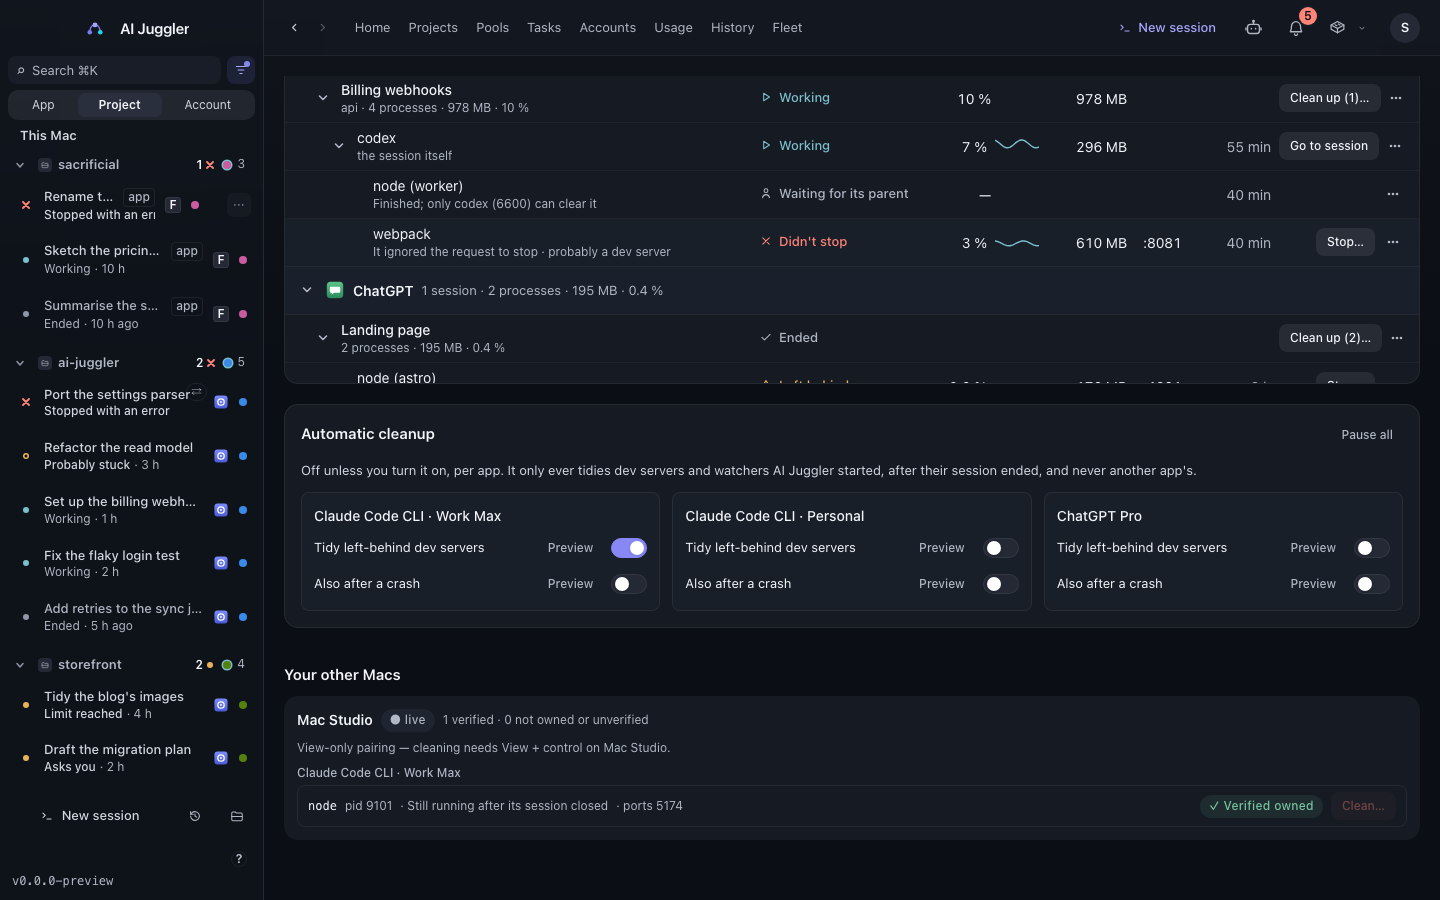 AI Juggler
Search ⌘K
App Project Account
This Mac
sacrificial 1 3
Rename t... app F
Stopped with an err
Sketch the pricin... app F
Working · 10 h
Summarise the s... app F
Ended · 10 h ago
ai-juggler 2 5
Port the settings parser
Stopped with an error
Refactor the read model
Probably stuck · 3 h
Set up the billing webh...
Working · 1 h
Fix the flaky login test
Working · 2 h
Add retries to the sync j...
Ended · 5 h ago
storefront 2 4
Tidy the blog's images
Limit reached · 4 h
Draft the migration plan
Asks you · 2 h
New session
?
v0.0.0-preview
Home Projects Pools Tasks Accounts Usage History Fleet
New session 5 S
Billing webhooks
api · 4 processes · 978 MB · 10 %
Working 10 % 978 MB Clean up (1)...
codex
the session itself
Working 7 % 296 MB 55 min Go to session
node (worker)
Finished; only codex (6600) can clear it
Waiting for its parent — 40 min
webpack
It ignored the request to stop · probably a dev server
Didn't stop 3 % 610 MB :8081 40 min Stop...
ChatGPT 1 session · 2 processes · 195 MB · 0.4 %
Landing page
2 processes · 195 MB · 0.4 %
Ended Clean up (2)...
node (astro)
Automatic cleanup Pause all
Off unless you turn it on, per app. It only ever tidies dev servers and watchers AI Juggler started, after their session ended, and never another app's.
Claude Code CLI · Work Max
Tidy left-behind dev servers Preview
Also after a crash Preview
Claude Code CLI · Personal
Tidy left-behind dev servers Preview
Also after a crash Preview
ChatGPT Pro
Tidy left-behind dev servers Preview
Also after a crash Preview
Your other Macs
Mac Studio live 1 verified · 0 not owned or unverified
View-only pairing — cleaning needs View + control on Mac Studio.
Claude Code CLI · Work Max
node pid 9101 · Still running after its session closed · ports 5174 ✓ Verified owned Clean...